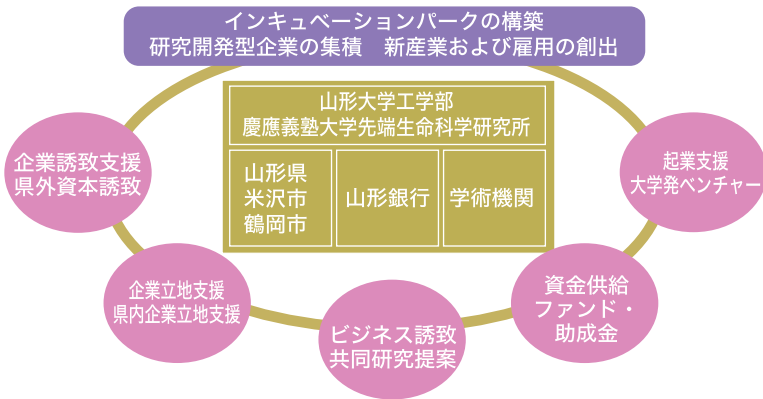 インキュベーションパークの構築
研究開発型企業の集積　新産業および雇用の創出
山形大学工学部
慶應義塾大学先端生命科学研究所
山形県
米沢市
鶴岡市
山形銀行
学術機関
企業誘致支援
県外資本誘致
企業立地支援
県内企業立地支援
ビジネス誘致
共同研究提案
資金供給
ファンド・
助成金
起業支援
大学発ベンチャー